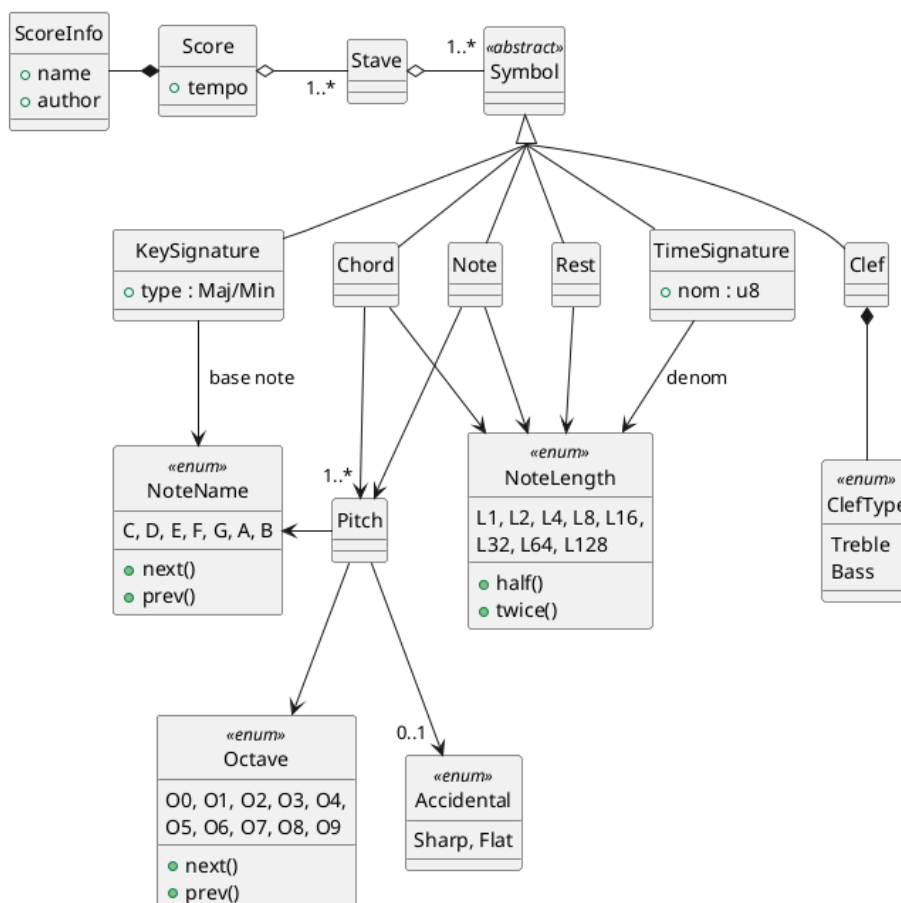 ScoreInfo
name
author
Score
tempo
1..*
Stave
1..*
«abstract»
Symbol
KeySignature
type : Maj/Min
Chord
Note
Rest
TimeSignature
nom : u8
Clef
base note
denom
«enum»
NoteName
C, D, E, F, G, A, B
next()
prev()
1..*
Pitch
«enum»
NoteLength
L1, L2, L4, L8, L16,
L32, L64, L128
half()
twice()
«enum»
ClefType
Treble
Bass
«enum»
Octave
O0, O1, O2, O3, O4,
O5, O6, O7, O8, O9
next()
prev()
0..1
«enum»
Accidental
Sharp, Flat